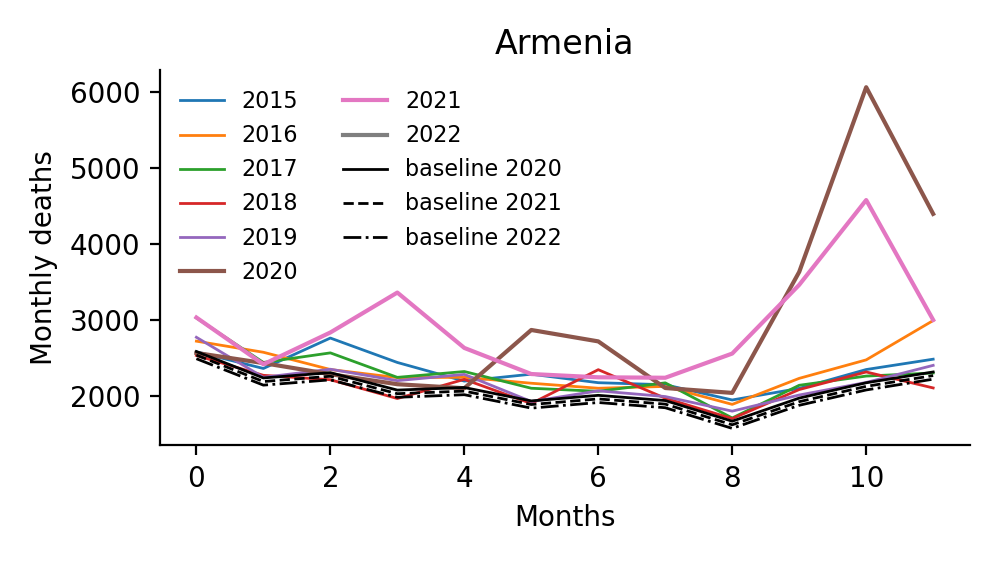 Armenia
Monthly deaths
6000
5000
4000
3000
2000
2015
2016
2017
2018
2019
2020
2021
2022
baseline 2020
baseline 2021
baseline 2022
0 2 4 6 8 10
Months